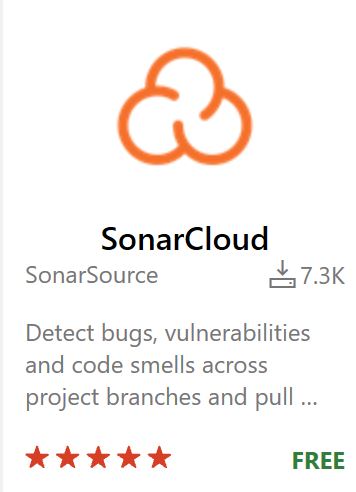 SonarCloud
SonarSource 7.3K
Detect bugs, vulnerabilities
and code smells across
project branches and pull ...
FREE